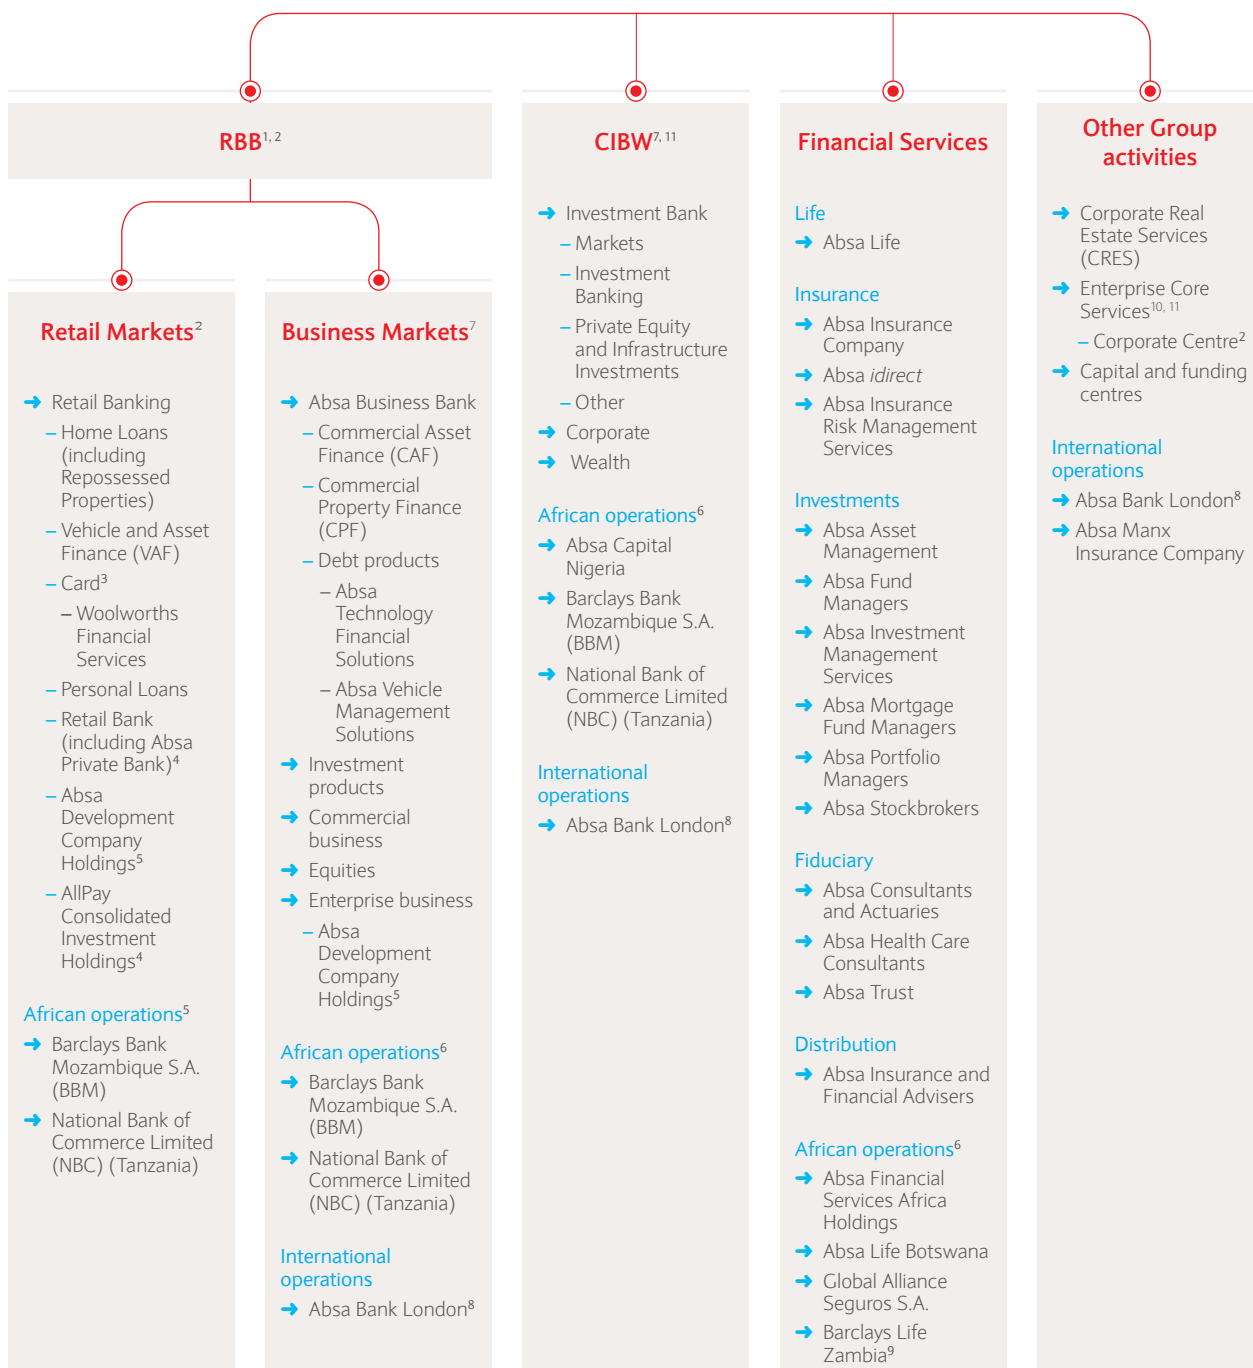 RBB1, 2
Retail Markets2
➜ Retail Banking
– Home Loans
(including
Repossessed
Properties)
– Vehicle and Asset
Finance (VAF)
– Card3
– Woolworths
Financial
Services
– Personal Loans
– Retail Bank
(including Absa
Private Bank)4
– Absa
Development
Company
Holdings5
– AllPay
Consolidated
Investment
Holdings4
African operations5
➜ Barclays Bank
Mozambique S.A.
(BBM)
➜ National Bank of
Commerce Limited
(NBC) (Tanzania)
Business Markets7
➜ Absa Business Bank
– Commercial Asset
Finance (CAF)
– Commercial
Property Finance
(CPF)
– Debt products
– Absa
Technology
Financial
Solutions
– Absa Vehicle
Management
Solutions
➜ Investment
products
➜ Commercial
business
➜ Equities
➜ Enterprise business
– Absa
Development
Company
Holdings5
African operations6
➜ Barclays Bank
Mozambique S.A.
(BBM)
➜ National Bank of
Commerce Limited
(NBC) (Tanzania)
International
operations
➜ Absa Bank London8
CIBW7, 11
➜ Investment Bank
– Markets
– Investment
Banking
– Private Equity
and Infrastructure
Investments
– Other
➜ Corporate
➜ Wealth
African operations6
➜ Absa Capital
Nigeria
➜ Barclays Bank
Mozambique S.A.
(BBM)
➜ National Bank of
Commerce Limited
(NBC) (Tanzania)
International
operations
➜ Absa Bank London8
Financial Services
Life
➜ Absa Life
Insurance
➜ Absa Insurance
Company
➜ Absa idirect
➜ Absa Insurance
Risk Management
Services
Investments
➜ Absa Asset
Management
➜ Absa Fund
Managers
➜ Absa Investment
Management
Services
➜ Absa Mortgage
Fund Managers
➜ Absa Portfolio
Managers
➜ Absa Stockbrokers
Fiduciary
➜ Absa Consultants
and Actuaries
➜ Absa Health Care
Consultants
➜ Absa Trust
Distribution
➜ Absa Insurance and
Financial Advisers
African operations6
➜ Absa Financial
Services Africa
Holdings
➜ Absa Life Botswana
➜ Global Alliance
Seguros S.A.
➜ Barclays Life
Zambia9
Other Group
activities
➜ Corporate Real
Estate Services
(CRES)
➜ Enterprise Core
Services10, 11
– Corporate Centre2
➜ Capital and funding
centres
International
operations
➜ Absa Bank London8
➜ Absa Manx
Insurance Company